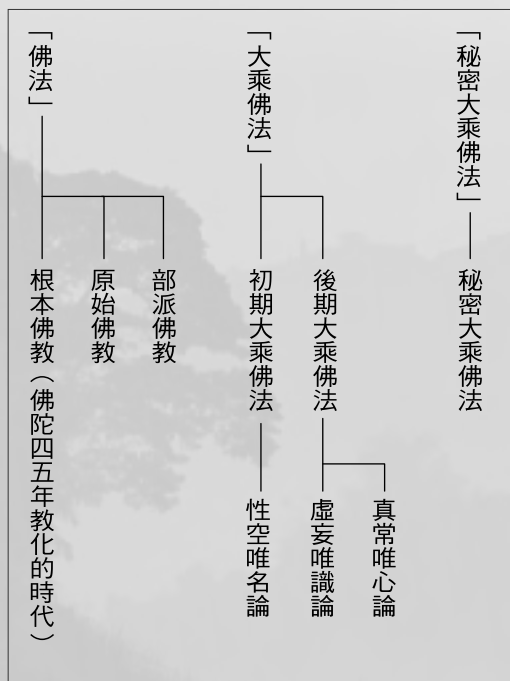 「佛法」
根本佛教（佛陀四五年教化的時代）
原始佛教
部派佛教
「大乘佛法」
初期大乘佛法
性空唯名論
後期大乘佛法
虛妄唯識論
真常唯心論
「秘密大乘佛法」
秘密大乘佛法